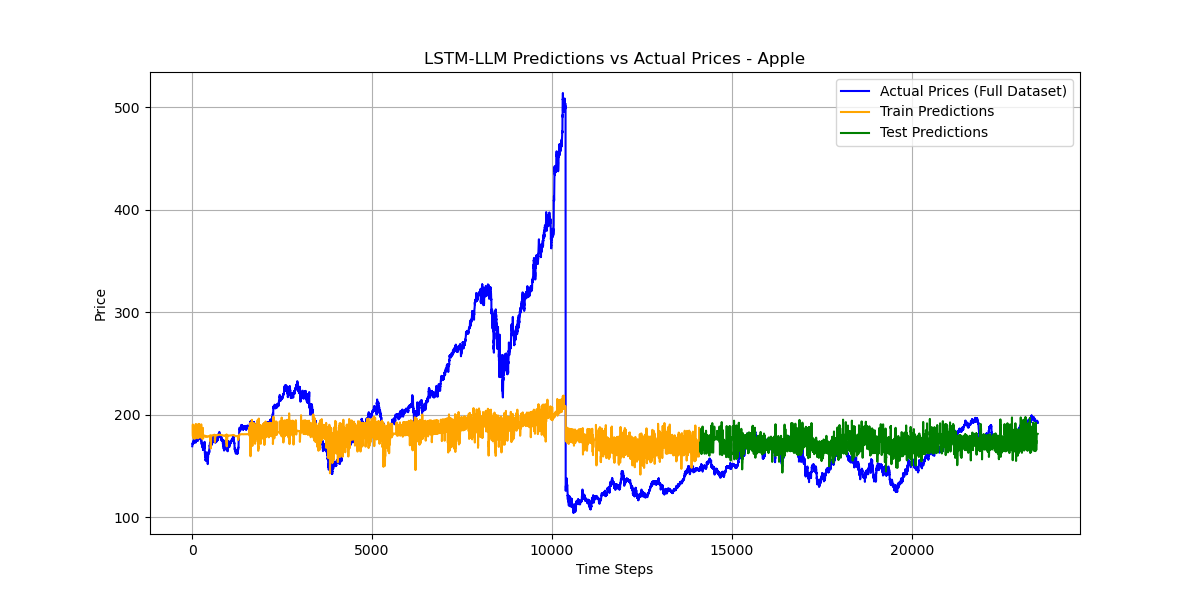 LSTM-LLM Predictions vs Actual Prices - Apple
Actual Prices (Full Dataset)
Train Predictions
Test Predictions
Price
500
400
300
200
100
0
5000
10000
15000
20000
Time Steps